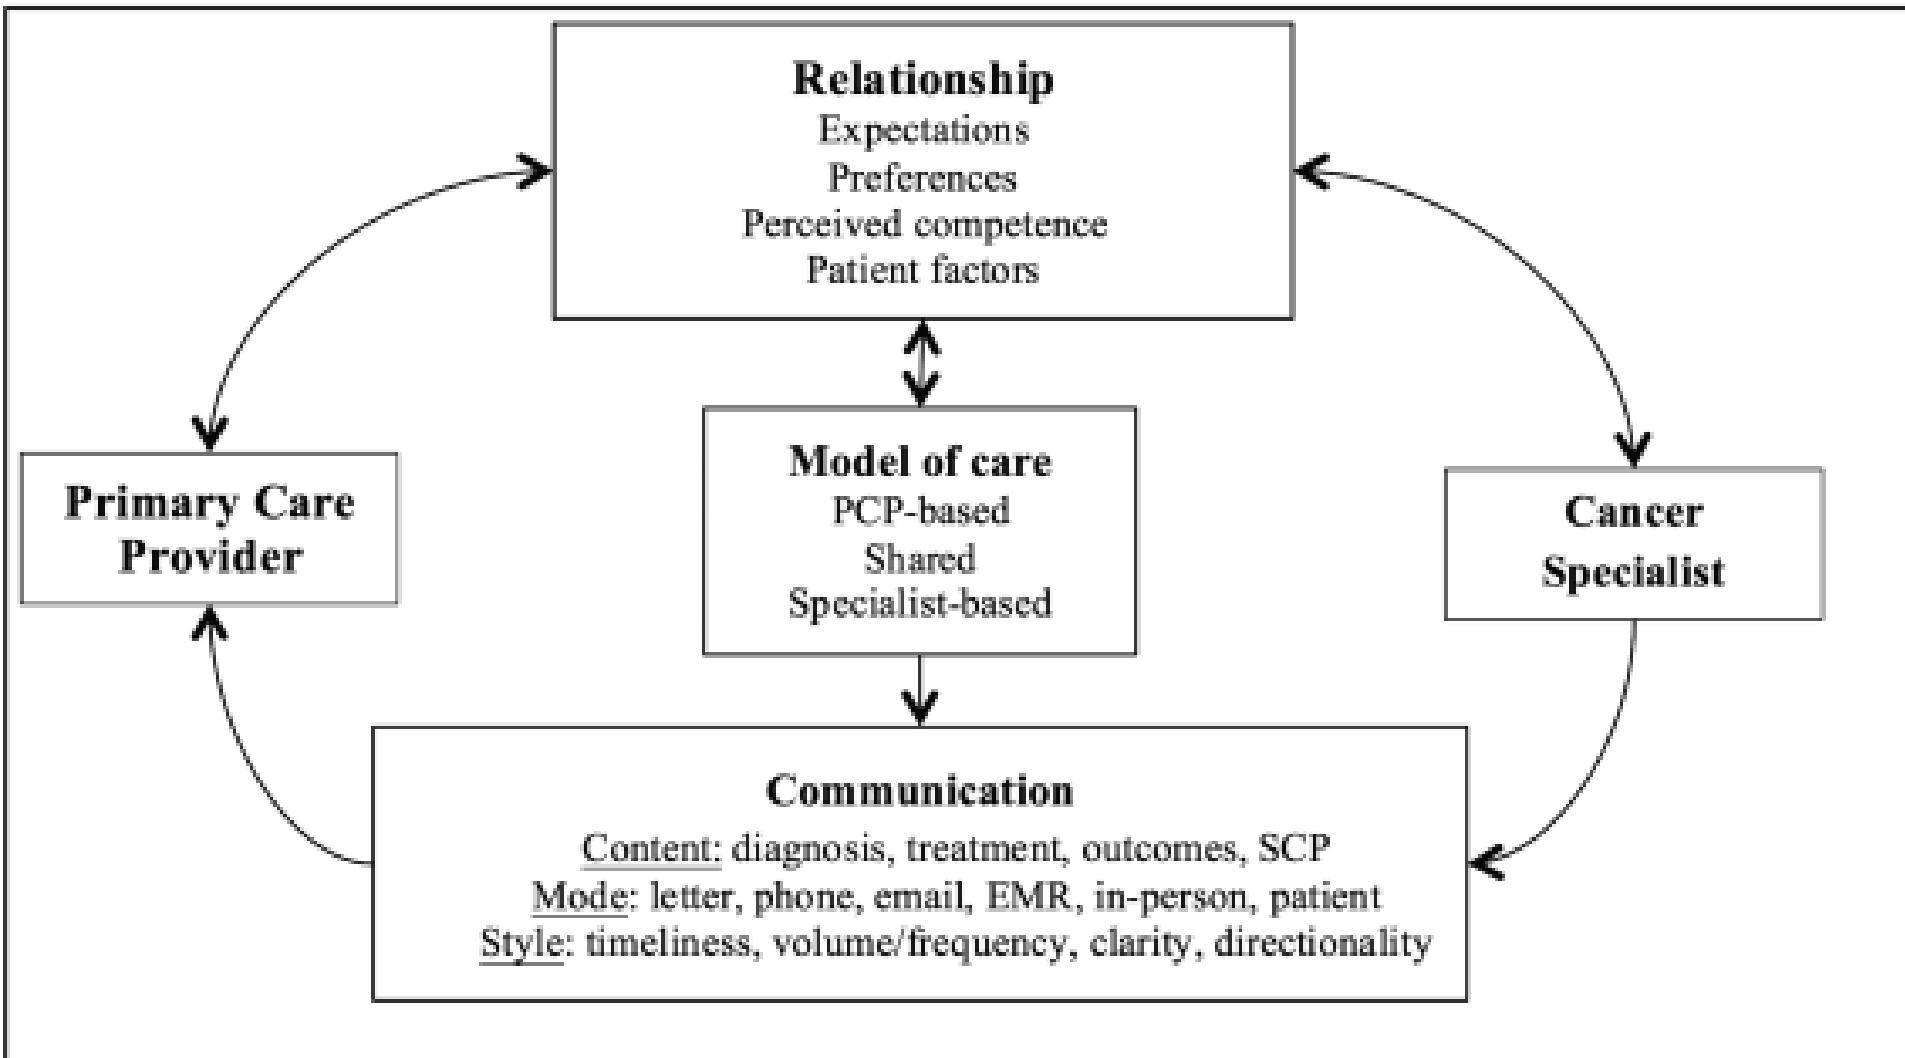 Relationship
Expectations
Preferences
Perceived competence
Patient factors
Primary Care
Provider
Model of care
PCP-based
Shared
Specialist-based
Cancer
Specialist
Communication
Content: diagnosis, treatment, outcomes, SCP
Mode: letter, phone, email, EMR, in-person, patient
Style: timeliness, volume/frequency, clarity, directionality